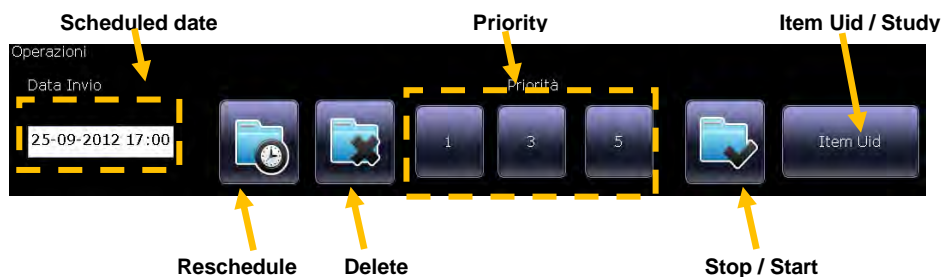 Scheduled date
Priority
Item Uid / Study
Operazioni
Data Invio
Priorità
25-09-2012 17:00
1
3
5
Item Uid
Reschedule
Delete
Stop / Start